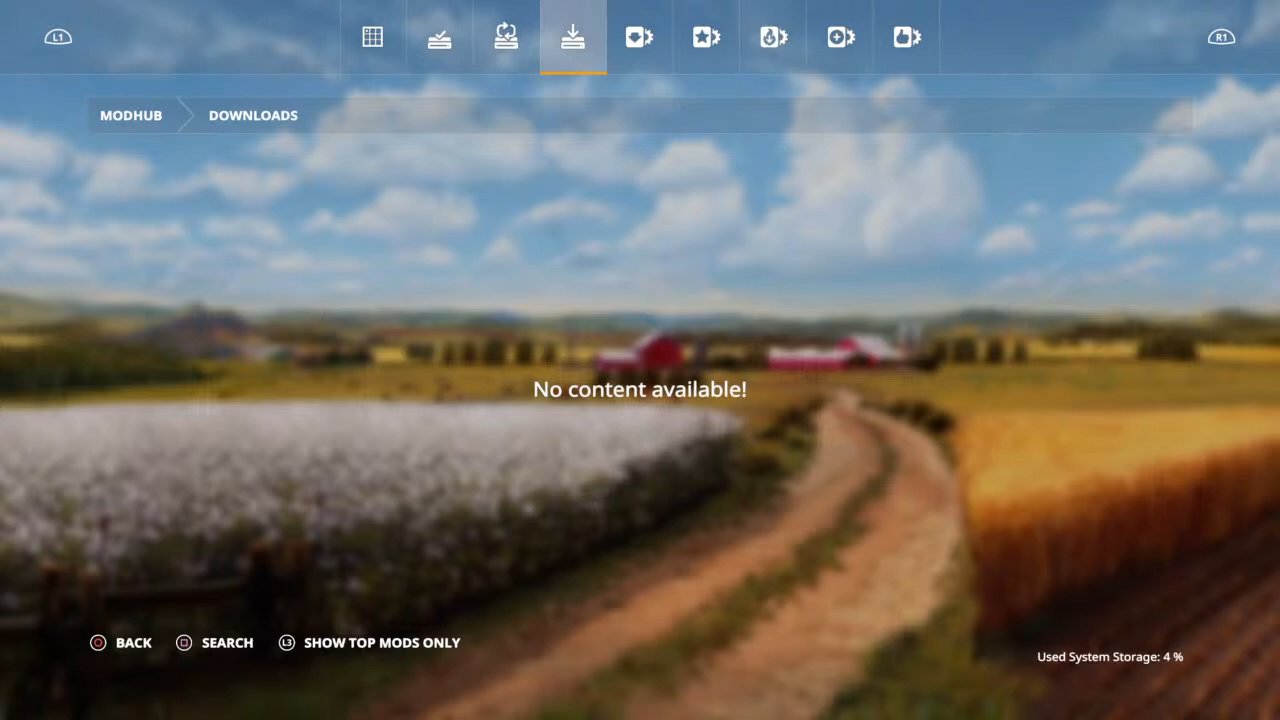 L1
R1
MODHUB
DOWNLOADS
No content available!
BACK
SEARCH
L3
SHOW TOP MODS ONLY
Used System Storage: 4 %